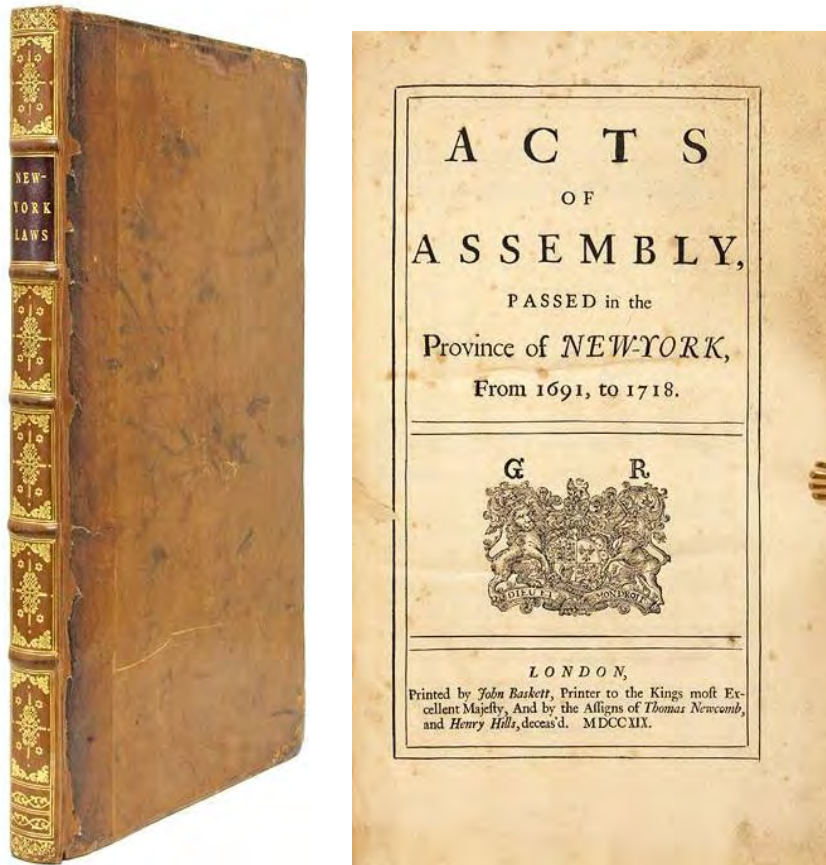 NEW-
YORK
LAWS
ACTS
OF
ASSEMBLY,
PASSED in the
Province of NEW-YORK,
From 1691, to 1718.
G R
DIEU ET MON DROIT
LONDON,
Printed by John Baskett, Printer to the Kings moſt Ex-
cellent Majeſty, And by the Aſſigns of Thomas Newcomb,
and Henry Hills, deceas'd. MDCCXIX.